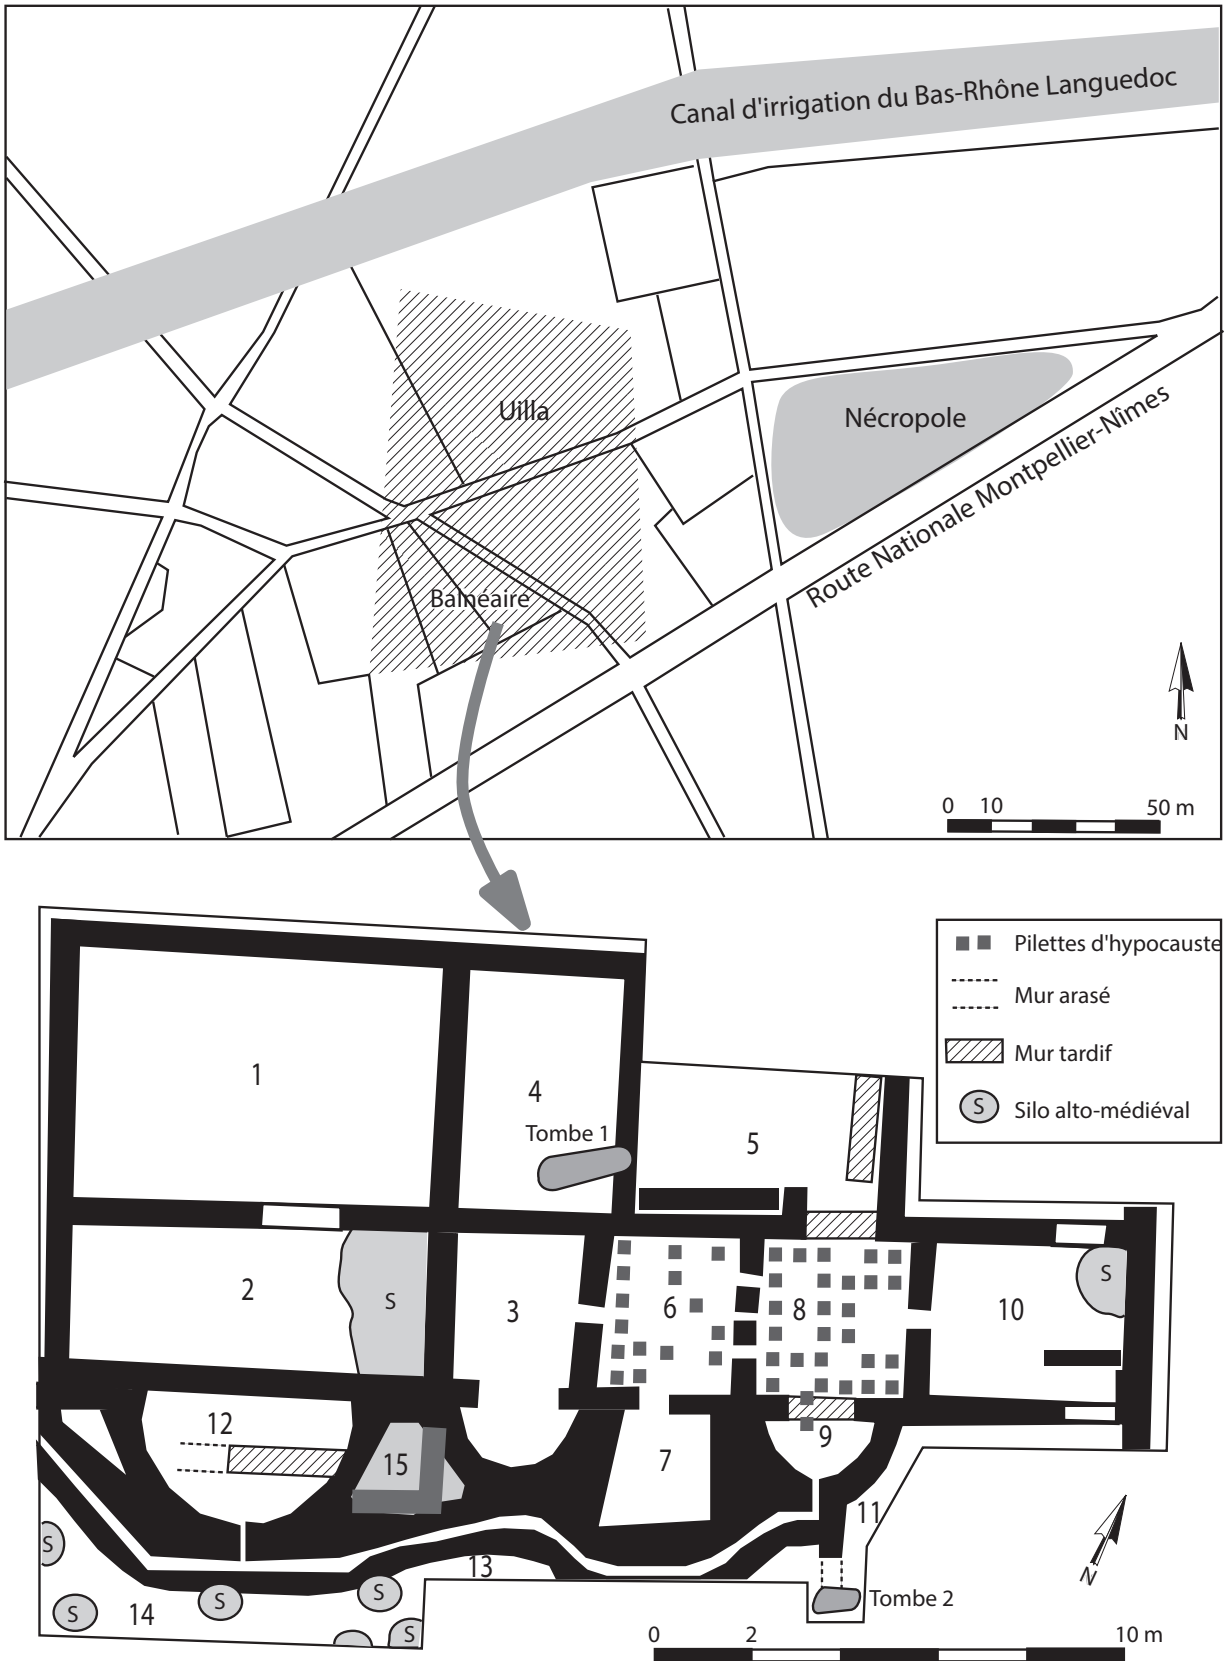 Canal d'irrigation du Bas-Rhône Languedoc
Uilla
Nécropole
Route Nationale Montpellier-Nîmes
Balnéaire
N
0 10 50 m
Pilettes d'hypocauste
Mur arasé
Mur tardif
S Silo alto-médiéval
1
4
Tombe 1
5
2
S
3
6
8
10
S
12
15
7
9
11
13
S
S
S
S
S
14
Tombe 2
N
0 2 10 m